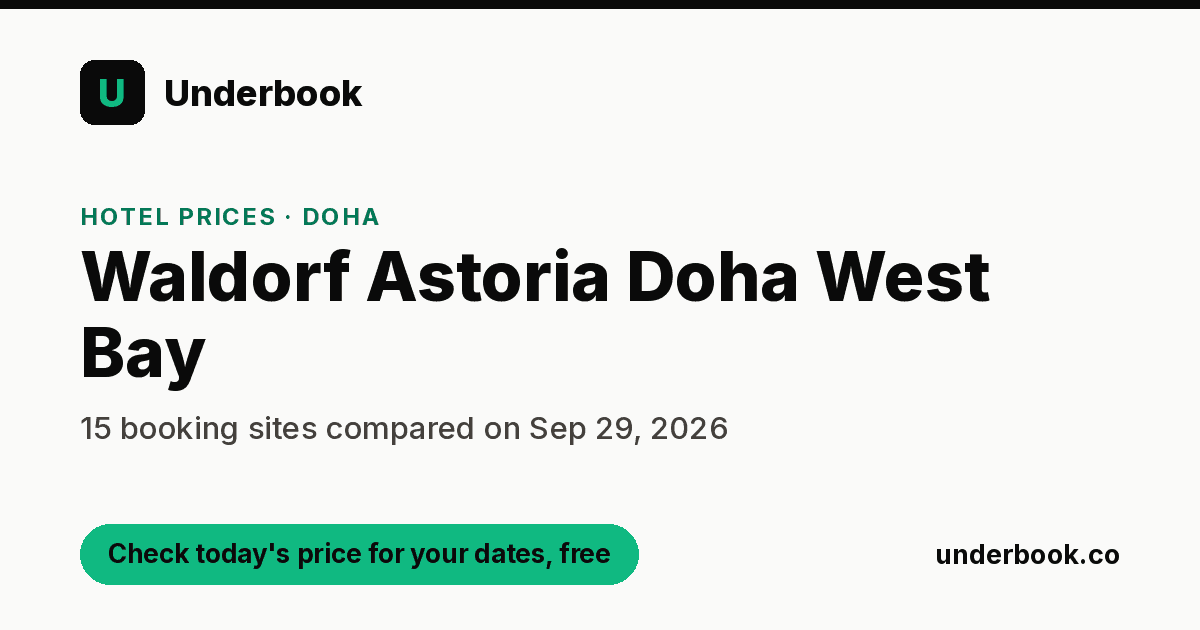 U Underbook
HOTEL PRICES · DOHA
Waldorf Astoria Doha West
Bay
15 booking sites compared on Sep 29, 2026
Check today's price for your dates, free
underbook.co